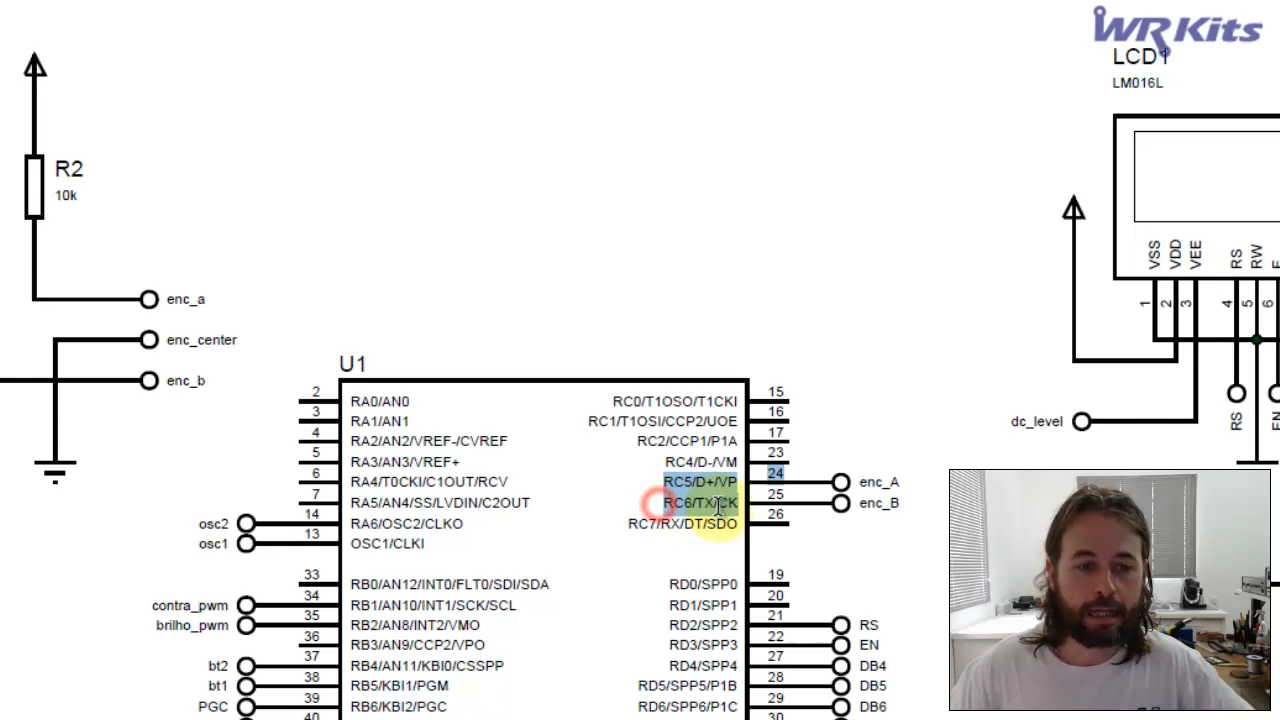 WR Kits
LCD1
LM016L
R2
10k
VSS
VDD
VEE
RS
RW
1
2
3
4
5
6
enc_a
enc_center
enc_b
dc_level
RS
EN
U1
2 RA0/AN0
3 RA1/AN1
4 RA2/AN2/VREF-/CVREF
5 RA3/AN3/VREF+
6 RA4/T0CKI/C1OUT/RCV
7 RA5/AN4/SS/LVDIN/C2OUT
osc2 14 RA6/OSC2/CLKO
osc1 13 OSC1/CLKI
33 RB0/AN12/INT0/FLT0/SDI/SDA
contra_pwm 34 RB1/AN10/INT1/SCK/SCL
brilho_pwm 35 RB2/AN8/INT2/VMO
36 RB3/AN9/CCP2/VPO
bt2 37 RB4/AN11/KBI0/CSSPP
bt1 38 RB5/KBI1/PGM
PGC 39 RB6/KBI2/PGC
40
RC0/T1OSO/T1CKI 15
RC1/T1OSI/CCP2/UOE 16
RC2/CCP1/P1A 17
RC4/D-/VM 23
RC5/D+/VP 24 enc_A
RC6/TX/CK 25 enc_B
RC7/RX/DT/SDO 26
RD0/SPP0 19
RD1/SPP1 20
RD2/SPP2 21 RS
RD3/SPP3 22 EN
RD4/SPP4 27 DB4
RD5/SPP5/P1B 28 DB5
RD6/SPP6/P1C 29 DB6
30